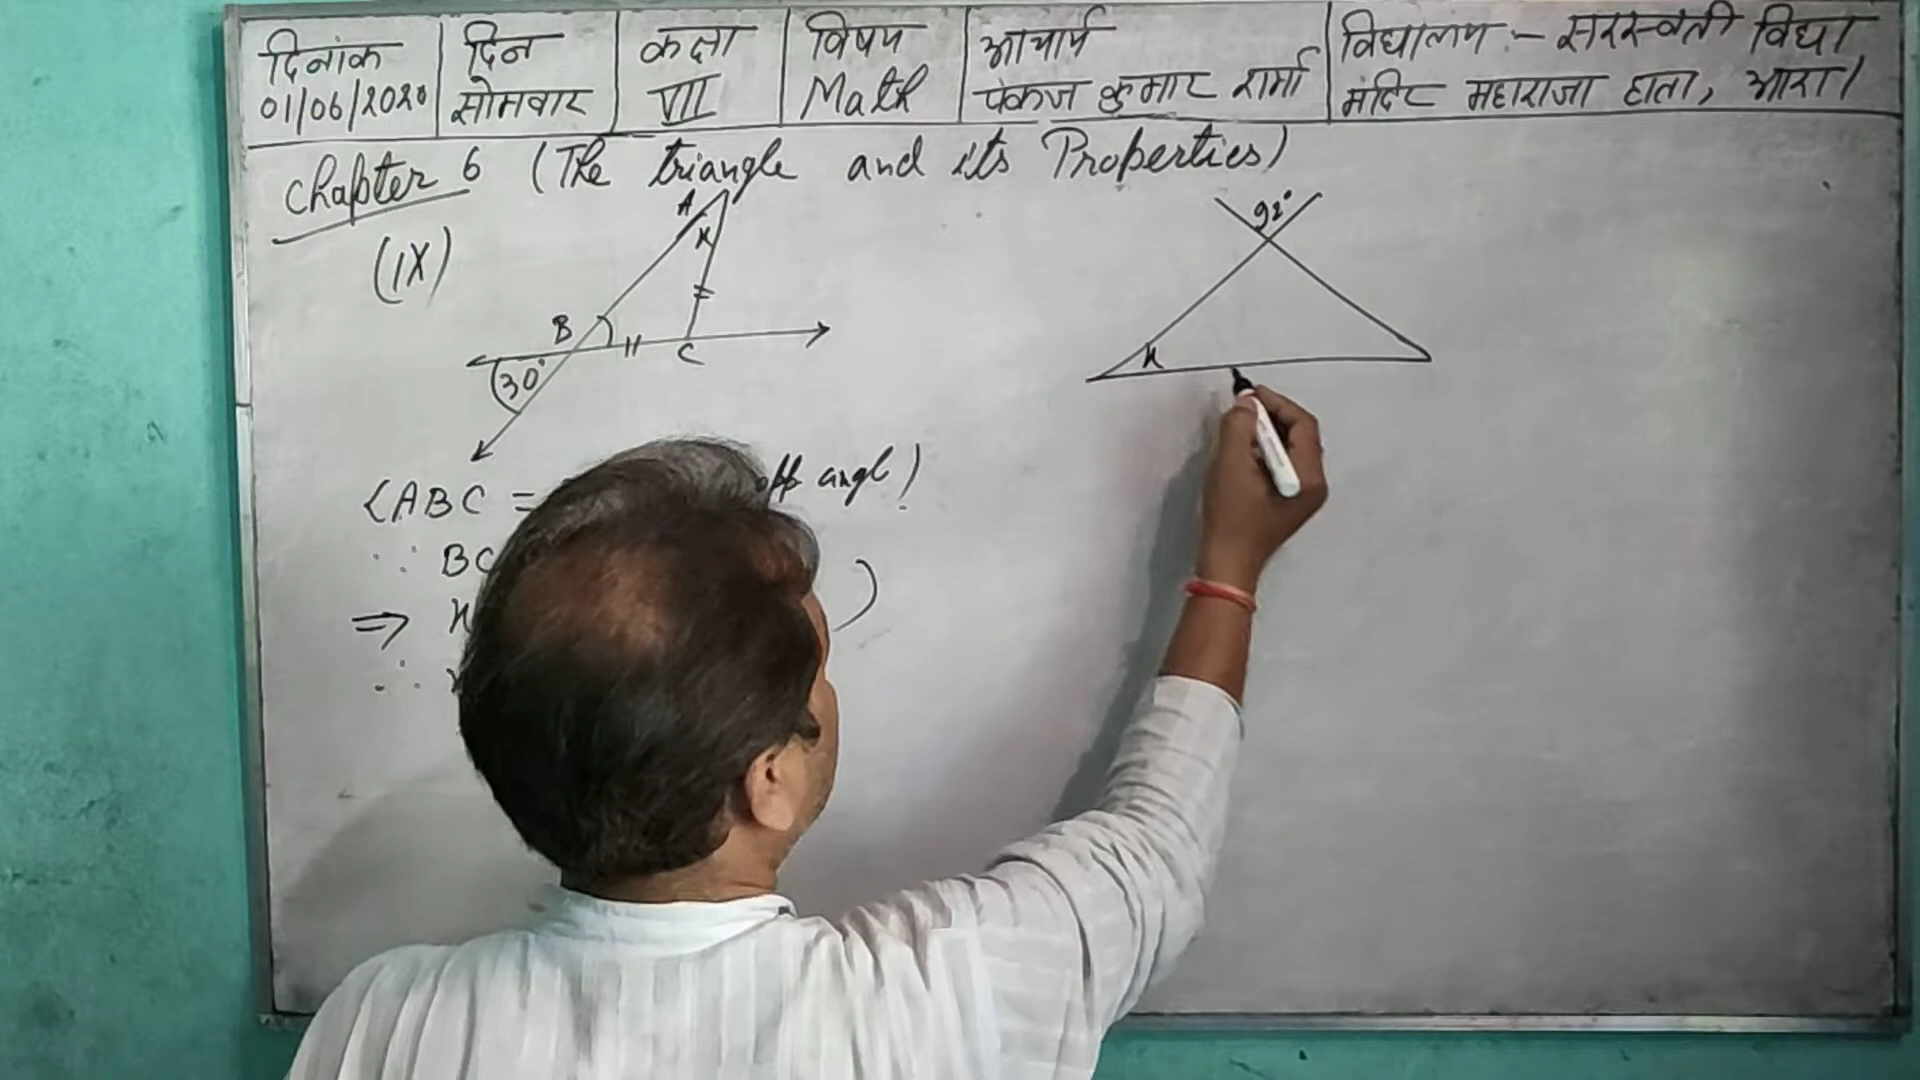 दिनांक
01/06/2020
दिन
सोमवार
कक्षा
VII
विषय
Math
आचार्य
पंकज कुमार शर्मा
विद्यालय :- सरस्वती विद्या
मंदिर महाराजा हाता, आरा।
Chapter 6 (The triangle and its Properties)
(IX)
A
x
B
C
30°
92°
x
∠ABC =
opp angl)
∴ BC
⇒ x
)
∴